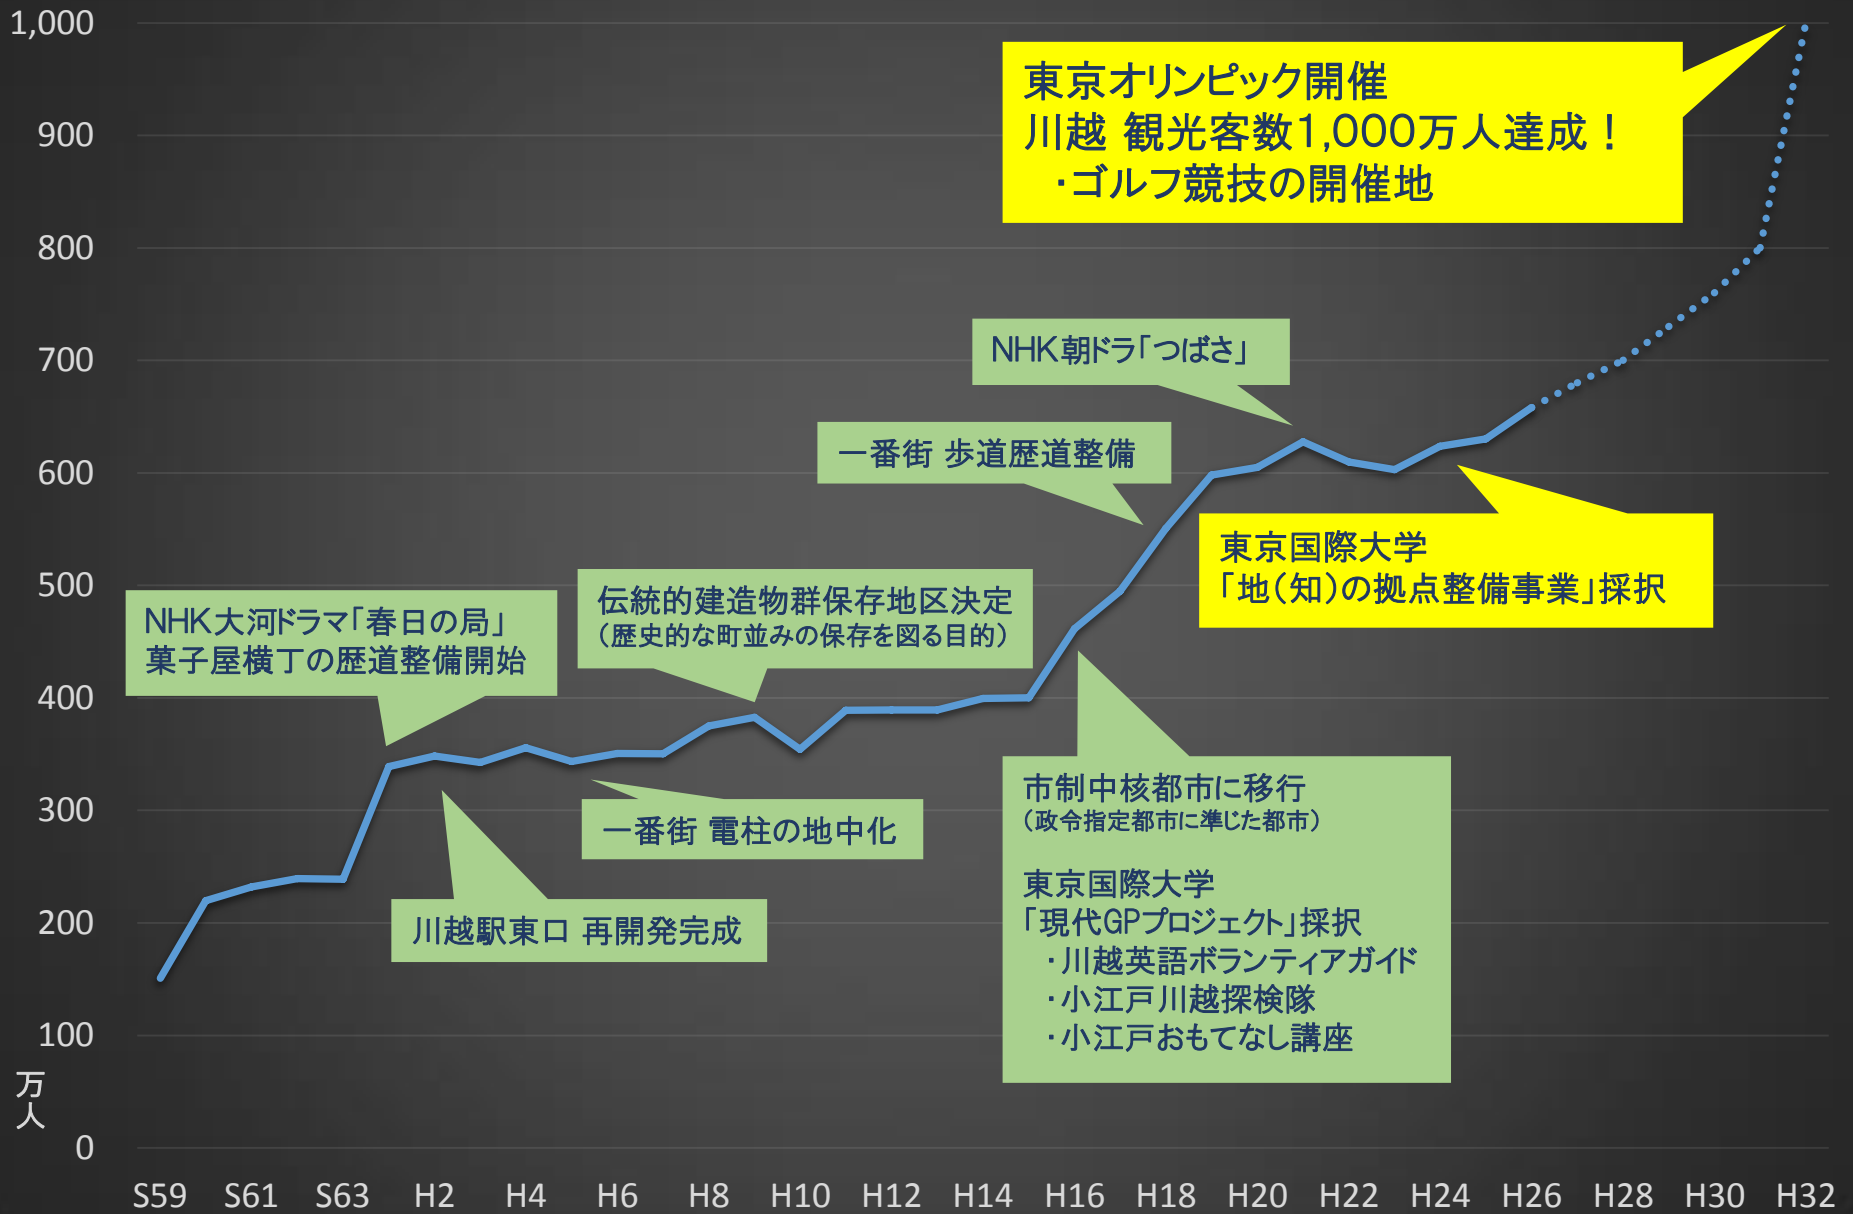 1,000
900
800
700
600
500
400
300
200
100
0
万人
東京オリンピック開催
川越 観光客数1,000万人達成！
・ゴルフ競技の開催地
NHK朝ドラ「つばさ」
一番街 歩道歴道整備
東京国際大学
「地（知）の拠点整備事業」採択
伝統的建造物群保存地区決定
（歴史的な町並みの保存を図る目的）
NHK大河ドラマ「春日の局」
菓子屋横丁の歴道整備開始
一番街 電柱の地中化
川越駅東口 再開発完成
市制中核都市に移行
（政令指定都市に準じた都市）
東京国際大学
「現代GPプロジェクト」採択
・川越英語ボランティアガイド
・小江戸川越探検隊
・小江戸おもてなし講座
S59 S61 S63 H2 H4 H6 H8 H10 H12 H14 H16 H18 H20 H22 H24 H26 H28 H30 H32